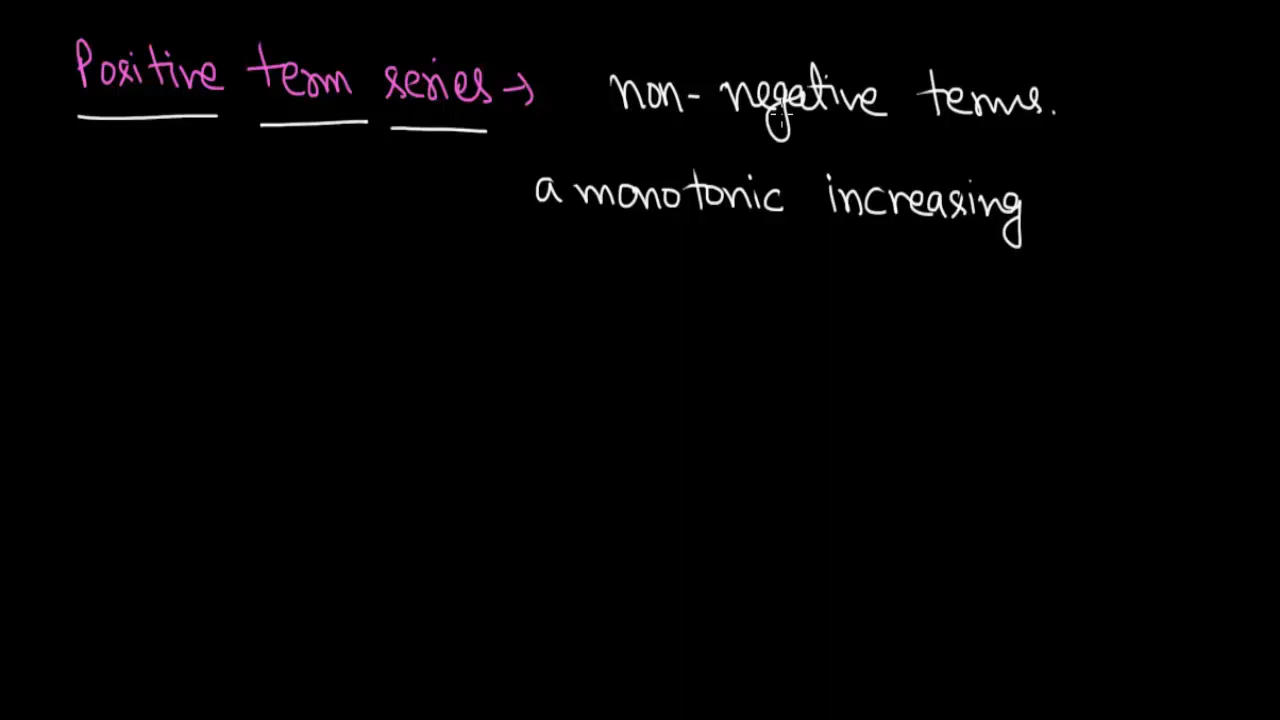 Positive term series → non-negative terms.
a monotonic increasing